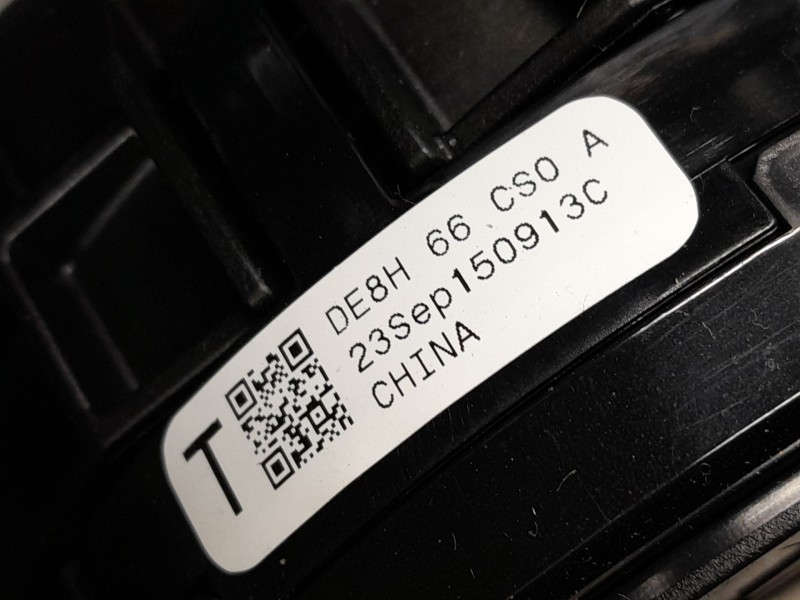 DE8H 66 CS0 A
23Sep150913C
CHINA
T